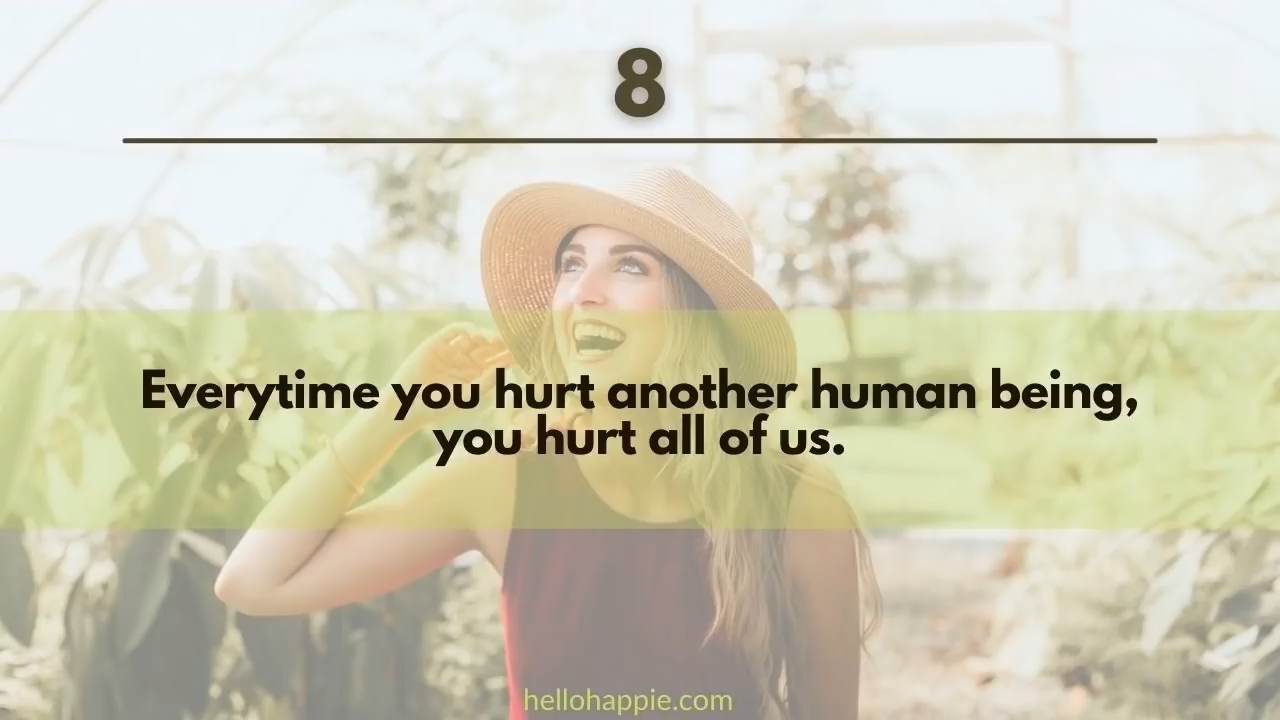 8
Everytime you hurt another human being,
you hurt all of us.
hellohappie.com